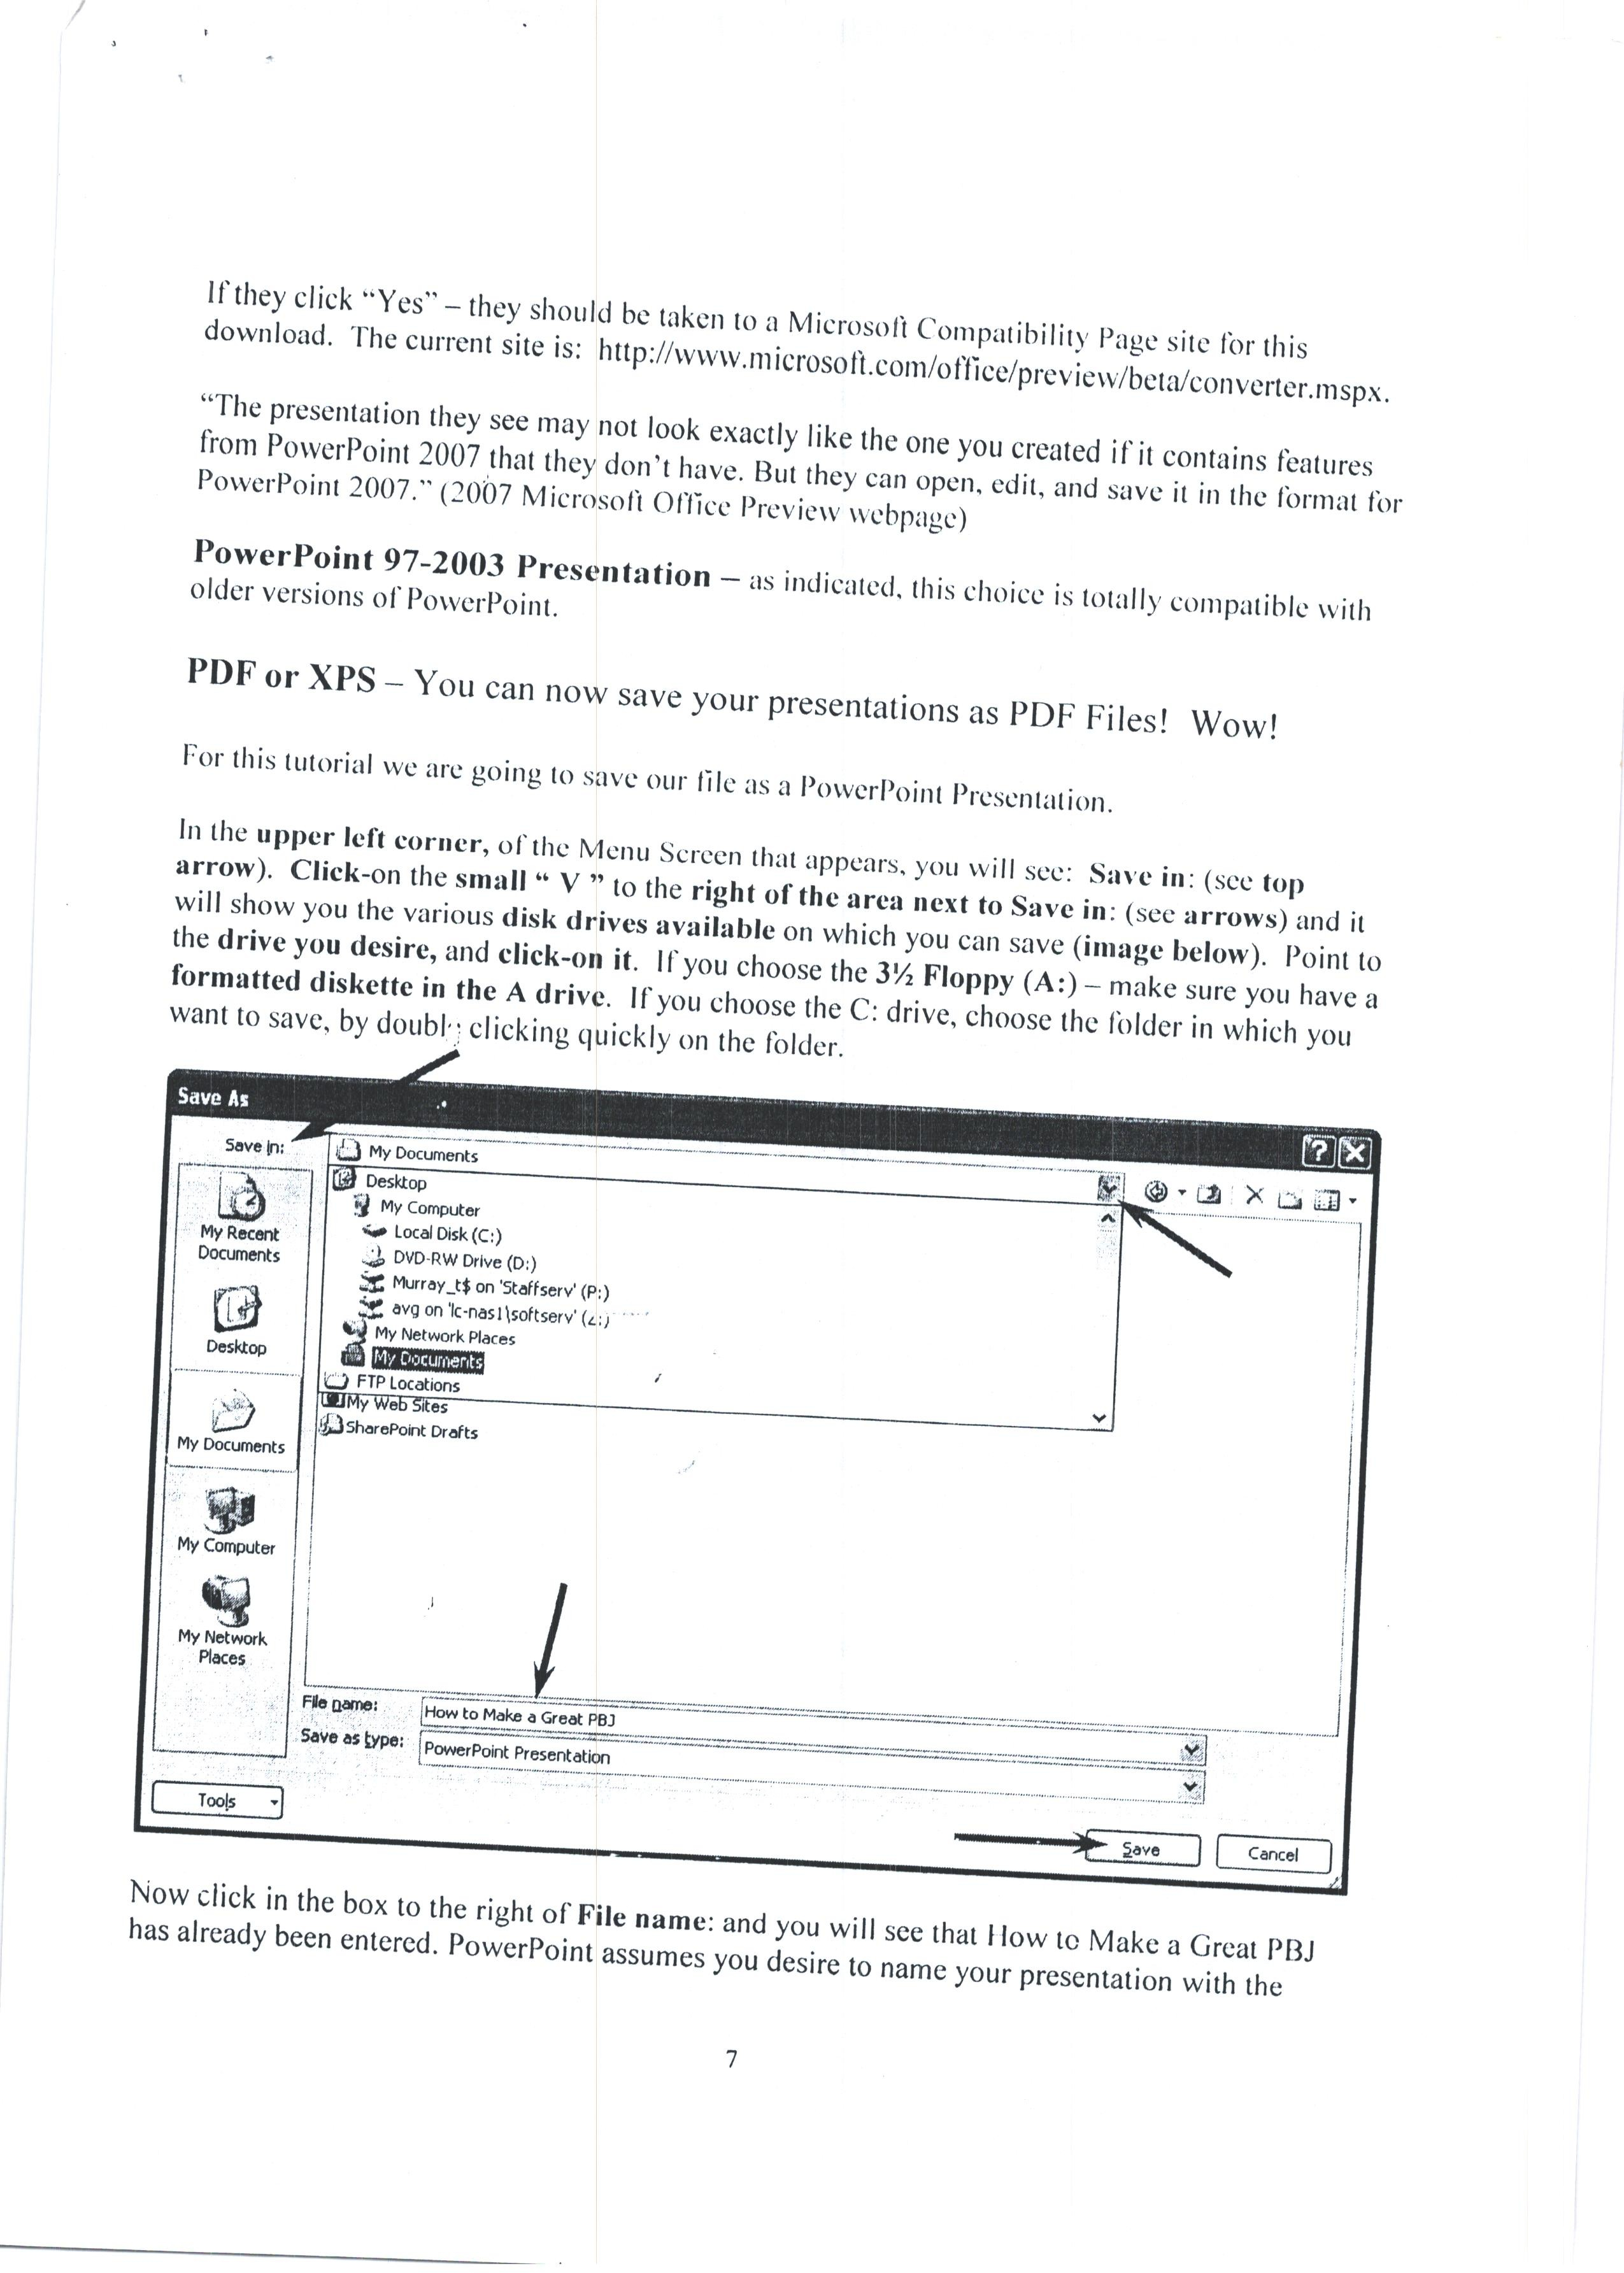 If they click “Yes” – they should be taken to a Microsoft Compatibility Page site for this
download.  The current site is:  http://www.microsoft.com/office/preview/beta/converter.mspx.
“The presentation they see may not look exactly like the one you created if it contains features
from PowerPoint 2007 that they don’t have. But they can open, edit, and save it in the format for
PowerPoint 2007.” (2007 Microsoft Office Preview webpage)
PowerPoint 97-2003 Presentation – as indicated, this choice is totally compatible with
older versions of PowerPoint.
PDF or XPS – You can now save your presentations as PDF Files!  Wow!
For this tutorial we are going to save our file as a PowerPoint Presentation.
In the upper left corner, of the Menu Screen that appears, you will see:  Save in: (see top
arrow).  Click-on the small “ V ” to the right of the area next to Save in: (see arrows) and it
will show you the various disk drives available on which you can save (image below).  Point to
the drive you desire, and click-on it.  If you choose the 3½ Floppy (A:) – make sure you have a
formatted diskette in the A drive.  If you choose the C: drive, choose the folder in which you
want to save, by double clicking quickly on the folder.
Save As
Save in:
My Documents
Desktop
My Computer
Local Disk (C:)
DVD-RW Drive (D:)
Murray_t$ on 'Staffserv' (P:)
avg on 'lc-nas1\softserv' (Z:)
My Network Places
My Documents
FTP Locations
My Web Sites
SharePoint Drafts
My Recent
Documents
Desktop
My Documents
My Computer
My Network
Places
File name:
How to Make a Great PBJ
Save as type:
PowerPoint Presentation
Tools
Save
Cancel
Now click in the box to the right of File name: and you will see that How to Make a Great PBJ
has already been entered. PowerPoint assumes you desire to name your presentation with the
7